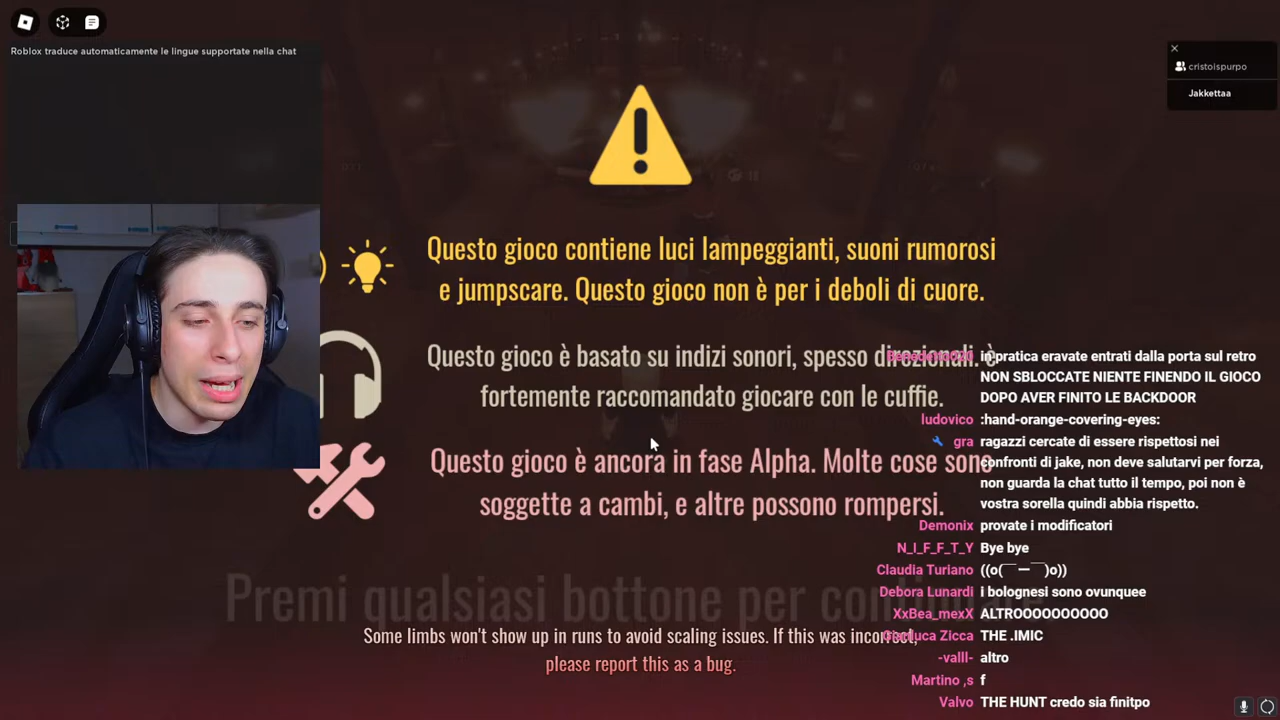 Roblox traduce automaticamente le lingue supportate nella chat
cristoispurpo
Jakkettaa
Questo gioco contiene luci lampeggianti, suoni rumorosi
e jumpscare. Questo gioco non è per i deboli di cuore.
Questo gioco è basato su indizi sonori, spesso direzionali. è
fortemente raccomandato giocare con le cuffie.
Questo gioco è ancora in fase Alpha. Molte cose sono
soggette a cambi, e altre possono rompersi.
Premi qualsiasi bottone per
Some limbs won't show up in runs to avoid scaling issues. If this was incorrect,
please report this as a bug.
in pratica eravate entrati dalla porta sul retro
NON SBLOCCATE NIENTE FINENDO IL GIOCO
DOPO AVER FINITO LE BACKDOOR
ludovico :hand-orange-covering-eyes:
gra ragazzi cercate di essere rispettosi nei
confronti di jake, non deve salutarvi per forza,
non guarda la chat tutto il tempo, poi non è
vostra sorella quindi abbia rispetto.
Demonix provate i modificatori
N_I_F_F_T_Y Bye bye
Claudia Turiano ((o(￣ー￣)o))
Debora Lunardi i bolognesi sono ovunquee
XxBea_mexX ALTROOOOOOOOO
Gianluca Zicca THE .IMIC
-valll- altro
Martino ,s f
Valvo THE HUNT credo sia finitpo